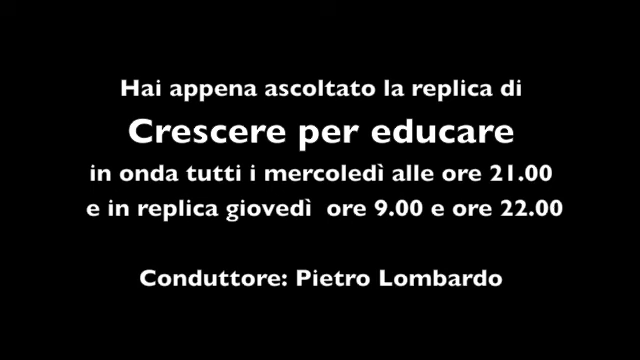 Hai appena ascoltato la replica di
Crescere per educare
in onda tutti i mercoledì alle ore 21.00
e in replica giovedì ore 9.00 e ore 22.00
Conduttore: Pietro Lombardo